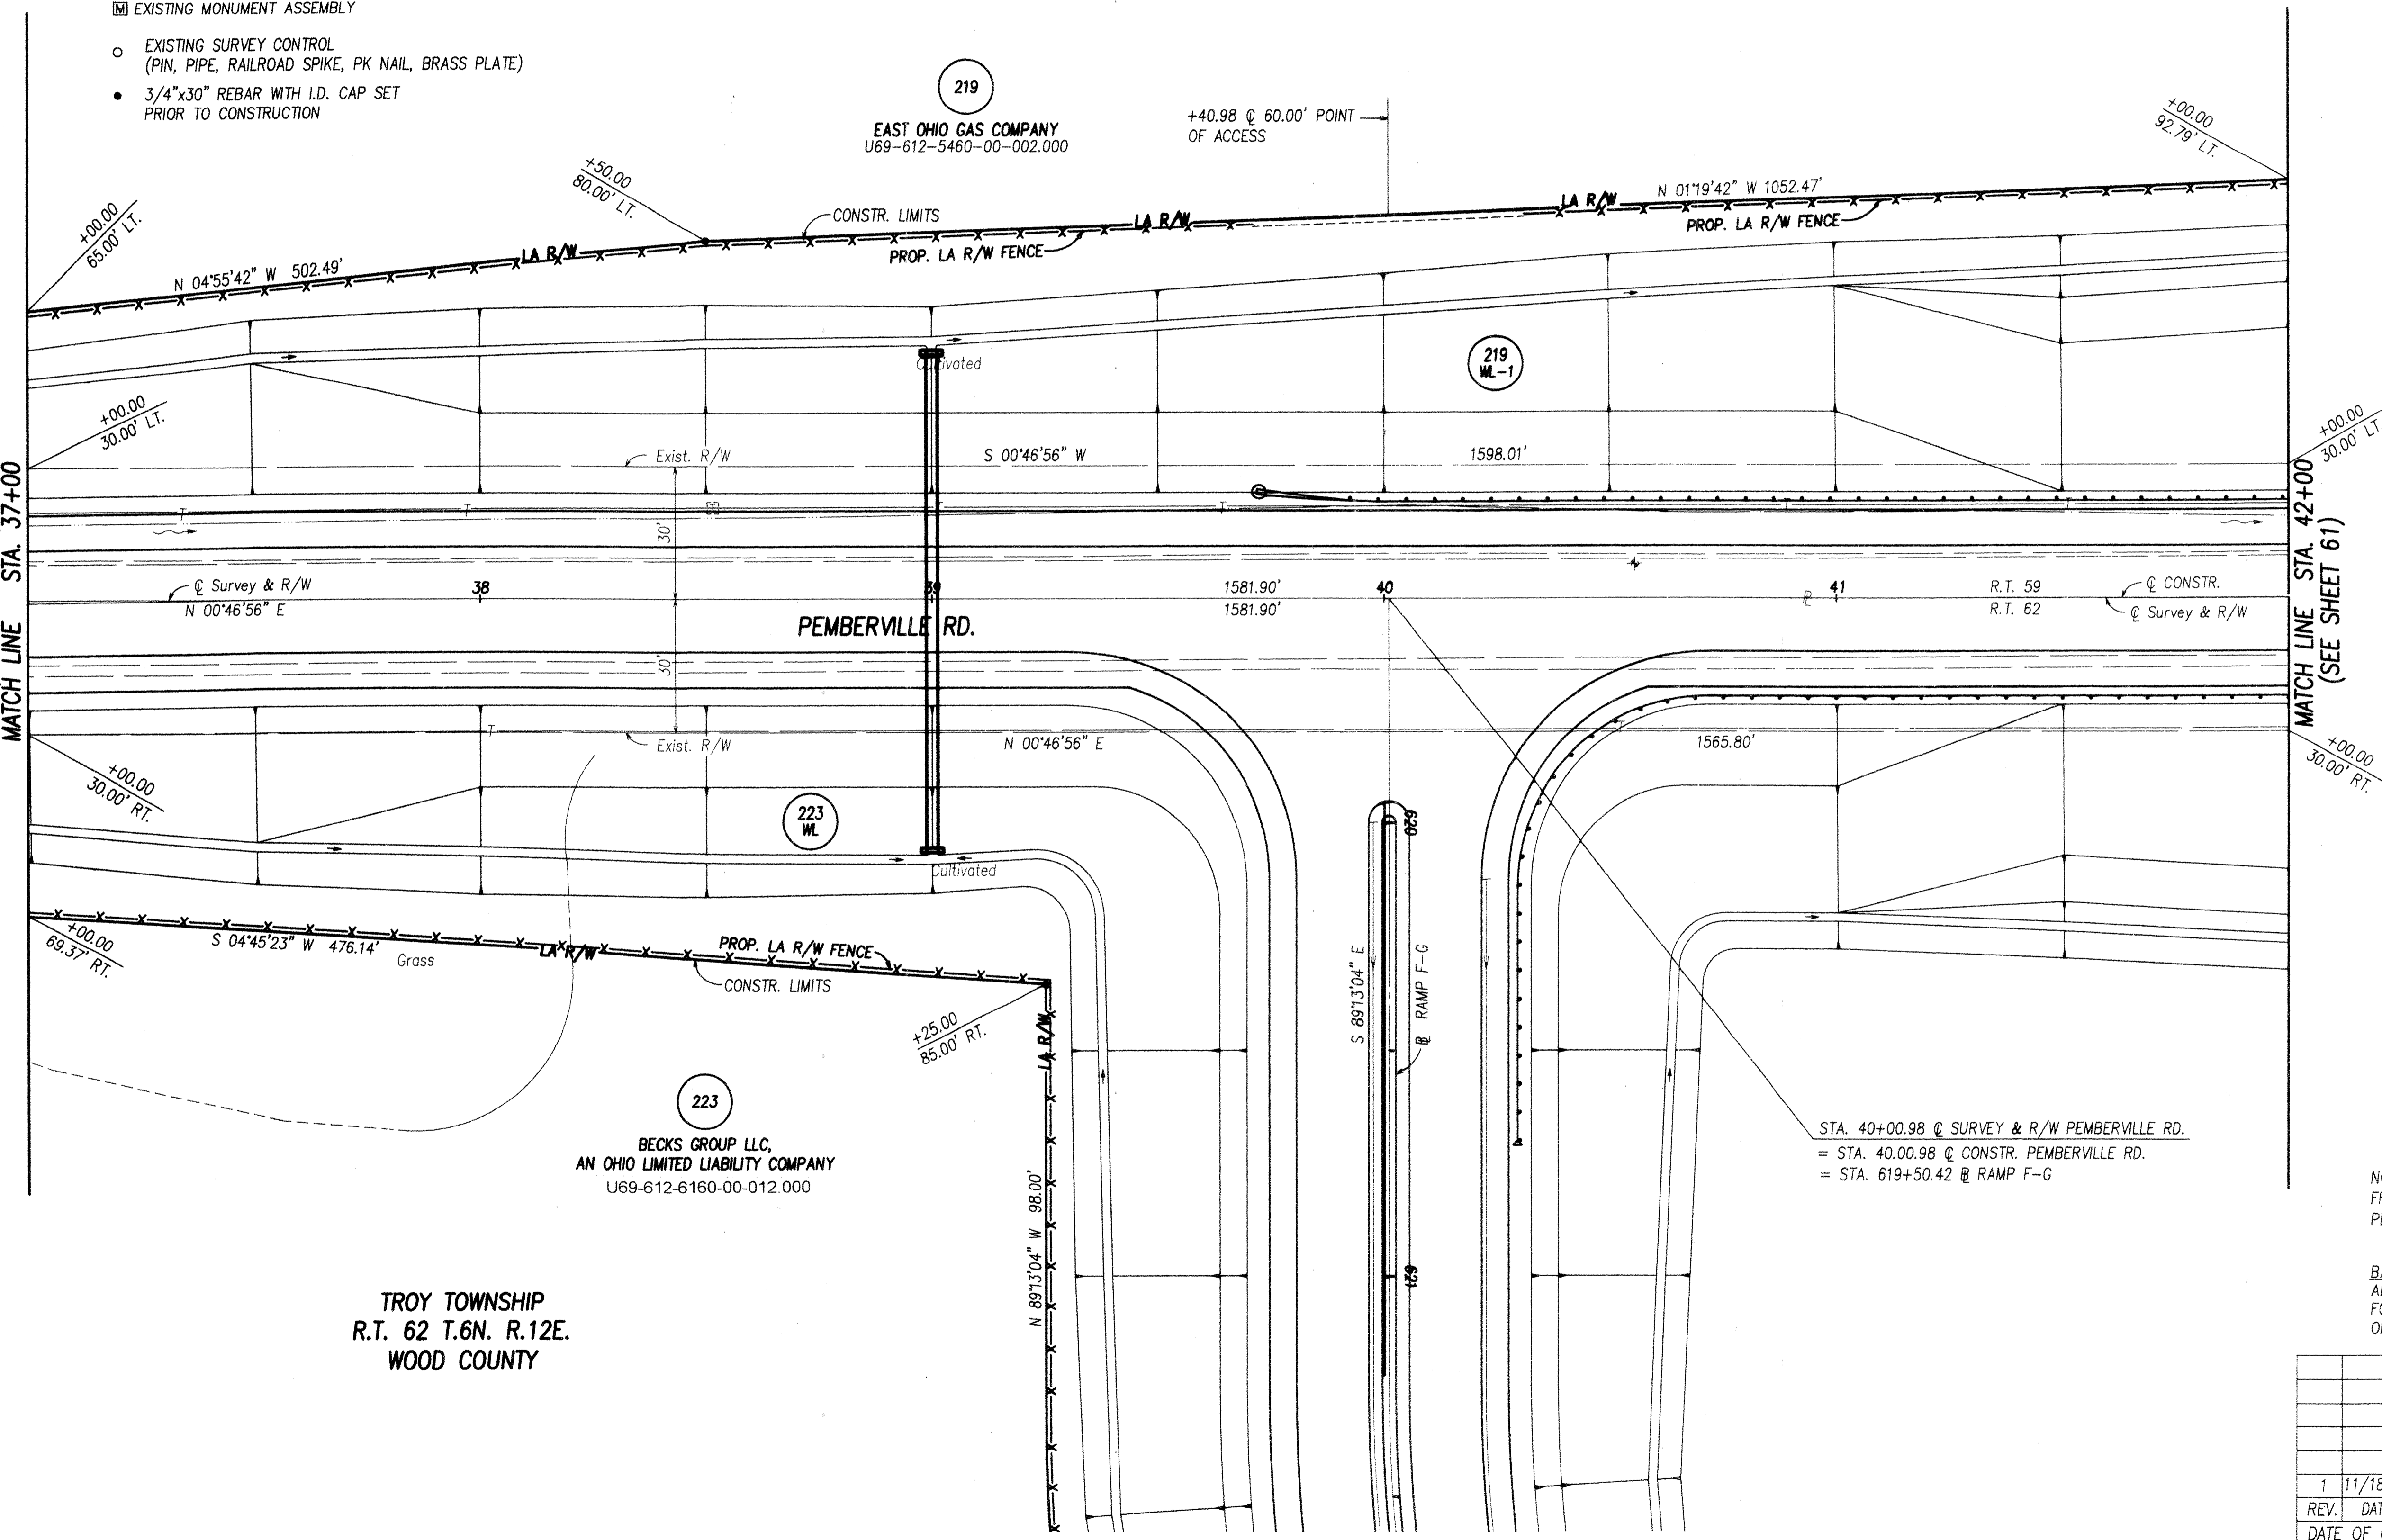 M EXISTING MONUMENT ASSEMBLY
EXISTING SURVEY CONTROL
(PIN, PIPE, RAILROAD SPIKE, PK NAIL, BRASS PLATE)
3/4"x30" REBAR WITH I.D. CAP SET
PRIOR TO CONSTRUCTION
219
EAST OHIO GAS COMPANY
U69-612-5460-00-002.000
+40.98 ℄ 60.00' POINT
OF ACCESS
+00.00
92.79' LT.
+50.00
80.00' LT.
+00.00
65.00' LT.
CONSTR. LIMITS
LA R/W
LA R/W
LA R/W
N 01°19'42" W 1052.47'
PROP. LA R/W FENCE
PROP. LA R/W FENCE
N 04°55'42" W 502.49'
Cultivated
219
WL-1
+00.00
30.00' LT.
+00.00
30.00' LT.
Exist. R/W
S 00°46'56" W
1598.01'
MATCH LINE STA. 37+00
MATCH LINE STA. 42+00
(SEE SHEET 61)
T
T
T
T
T
T
30'
℄ Survey & R/W
N 00°46'56" E
38
39
1581.90'
1581.90'
40
41
R.T. 59
R.T. 62
℄ CONSTR.
℄ Survey & R/W
PEMBERVILLE RD.
30'
T
Exist. R/W
N 00°46'56" E
T
1565.80'
+00.00
30.00' RT.
+00.00
30.00' RT.
223
WL
620
Cultivated
+00.00
69.37' RT.
S 04°45'23" W 476.14'
Grass
LA R/W
PROP. LA R/W FENCE
CONSTR. LIMITS
+25.00
85.00' RT.
LA R/W
S 89°13'04" E
RAMP F-G
223
BECKS GROUP LLC,
AN OHIO LIMITED LIABILITY COMPANY
U69-612-6160-00-012.000
N 89°13'04" W 98.00'
621
STA. 40+00.98 ℄ SURVEY & R/W PEMBERVILLE RD.
= STA. 40.00.98 ℄ CONSTR. PEMBERVILLE RD.
= STA. 619+50.42 RAMP F-G
TROY TOWNSHIP
R.T. 62 T.6N. R.12E.
WOOD COUNTY
1 11/18
REV. DAT
DATE OF